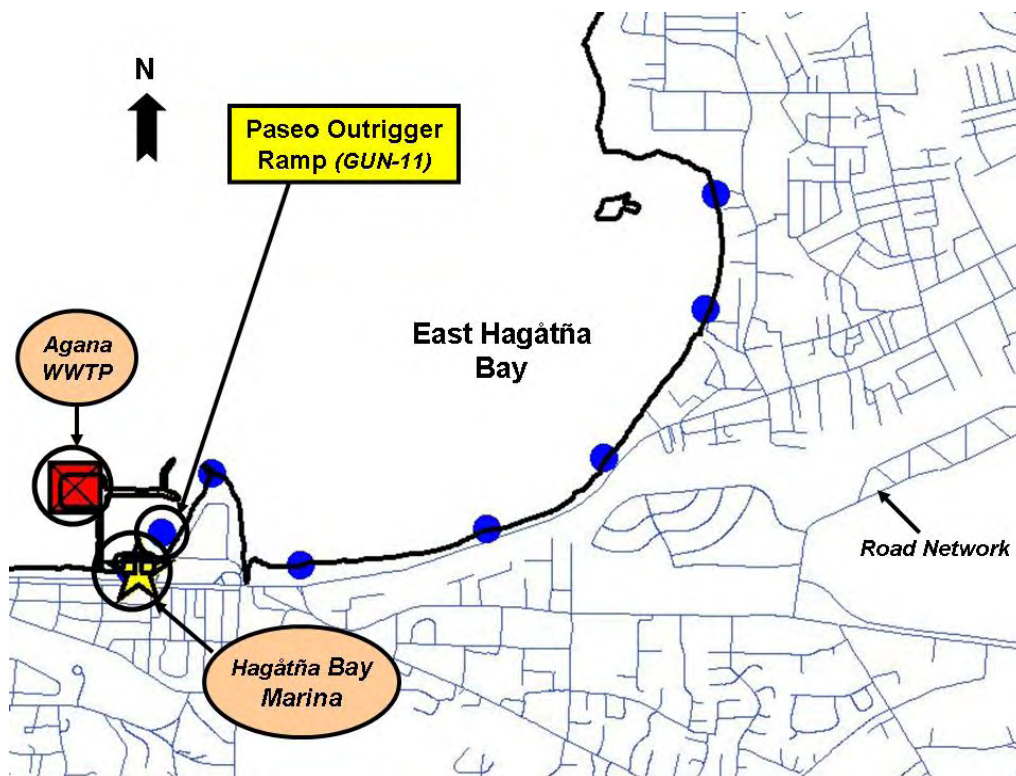 N
Paseo Outrigger
Ramp (GUN-11)
Agana
WWTP
East Hagåtña
Bay
Road Network
Hagåtña Bay
Marina